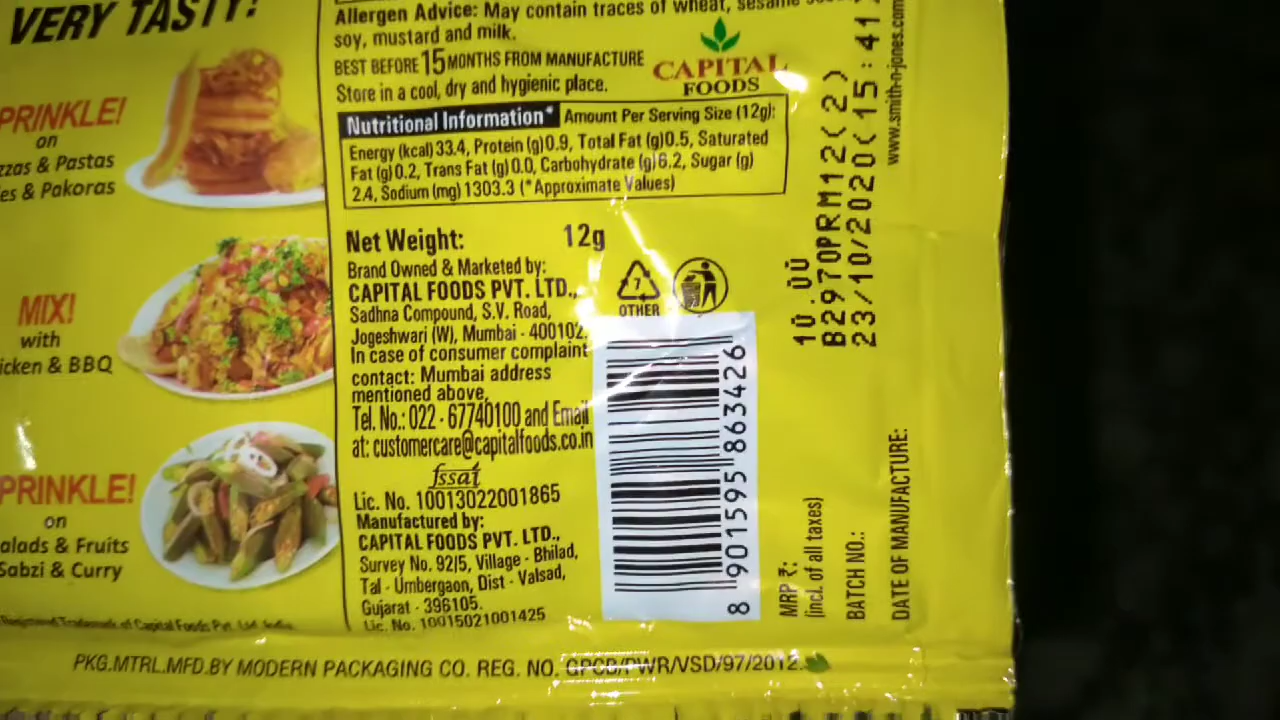 VERY TASTY!
PRINKLE!
on
zzas & Pastas
es & Pakoras
MIX!
with
icken & BBQ
PRINKLE!
on
alads & Fruits
Sabzi & Curry
Registered Trademark of Capital Foods Pvt. Ltd. India
Allergen Advice: May contain traces of wheat, sesame
soy, mustard and milk.
BEST BEFORE 15 MONTHS FROM MANUFACTURE
Store in a cool, dry and hygienic place.
CAPITAL
FOODS
Nutritional Information* Amount Per Serving Size (12g):
Energy (kcal) 33.4, Protein (g)0.9, Total Fat (g)0.5, Saturated
Fat (g) 0.2, Trans Fat (g) 0.0, Carbohydrate (g)6.2, Sugar (g)
2.4, Sodium (mg) 1303.3 (*Approximate Values)
Net Weight: 12g
Brand Owned & Marketed by:
CAPITAL FOODS PVT. LTD.,
Sadhna Compound, S.V. Road,
Jogeshwari (W), Mumbai - 400102.
In case of consumer complaint
contact: Mumbai address
mentioned above,
Tel. No.: 022 - 67740100 and Email
at: customercare@capitalfoods.co.in
fssai
Lic. No. 10013022001865
Manufactured by:
CAPITAL FOODS PVT. LTD.,
Survey No. 92/5, Village - Bhilad,
Tal - Umbergaon, Dist - Valsad,
Gujarat - 396105.
Lic. No. 10015021001425
7
OTHER
8 901595 863426
MRP ₹:
(incl. of all taxes)
10.00
BATCH NO.:
B2970PRM12(2)
DATE OF MANUFACTURE:
23/10/2020(15:41
www.smith-n-jones.com
PKG.MTRL.MFD.BY MODERN PACKAGING CO. REG. NO. GPCB/PWR/VSD/97/2012.